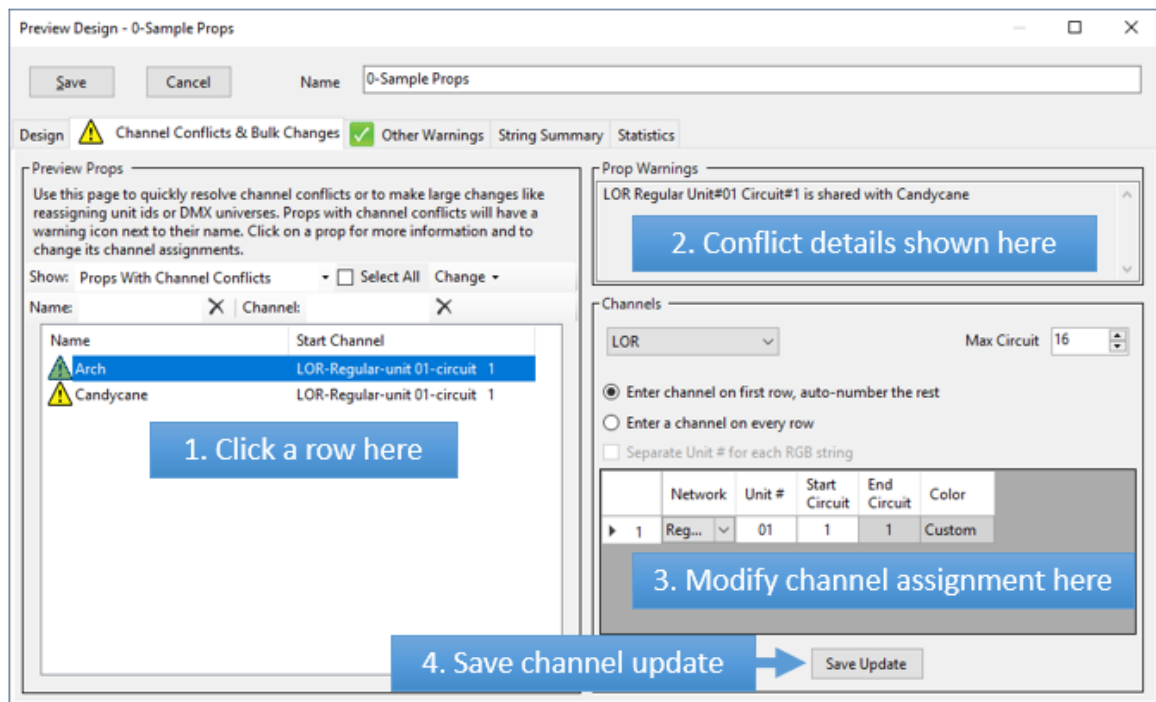 Preview Design - 0-Sample Props
Save Cancel Name 0-Sample Props
Design Channel Conflicts & Bulk Changes Other Warnings String Summary Statistics
Preview Props
Use this page to quickly resolve channel conflicts or to make large changes like
reassigning unit ids or DMX universes. Props with channel conflicts will have a
warning icon next to their name. Click on a prop for more information and to
change its channel assignments.
Show: Props With Channel Conflicts Select All Change
Name: Channel:
Name Start Channel
Arch LOR-Regular-unit 01-circuit 1
Candycane LOR-Regular-unit 01-circuit 1
1. Click a row here
Prop Warnings
LOR Regular Unit#01 Circuit#1 is shared with Candycane
2. Conflict details shown here
Channels
LOR Max Circuit 16
Enter channel on first row, auto-number the rest
Enter a channel on every row
Separate Unit # for each RGB string
Network Unit # Start Circuit End Circuit Color
1 Reg... 01 1 1 Custom
3. Modify channel assignment here
4. Save channel update Save Update